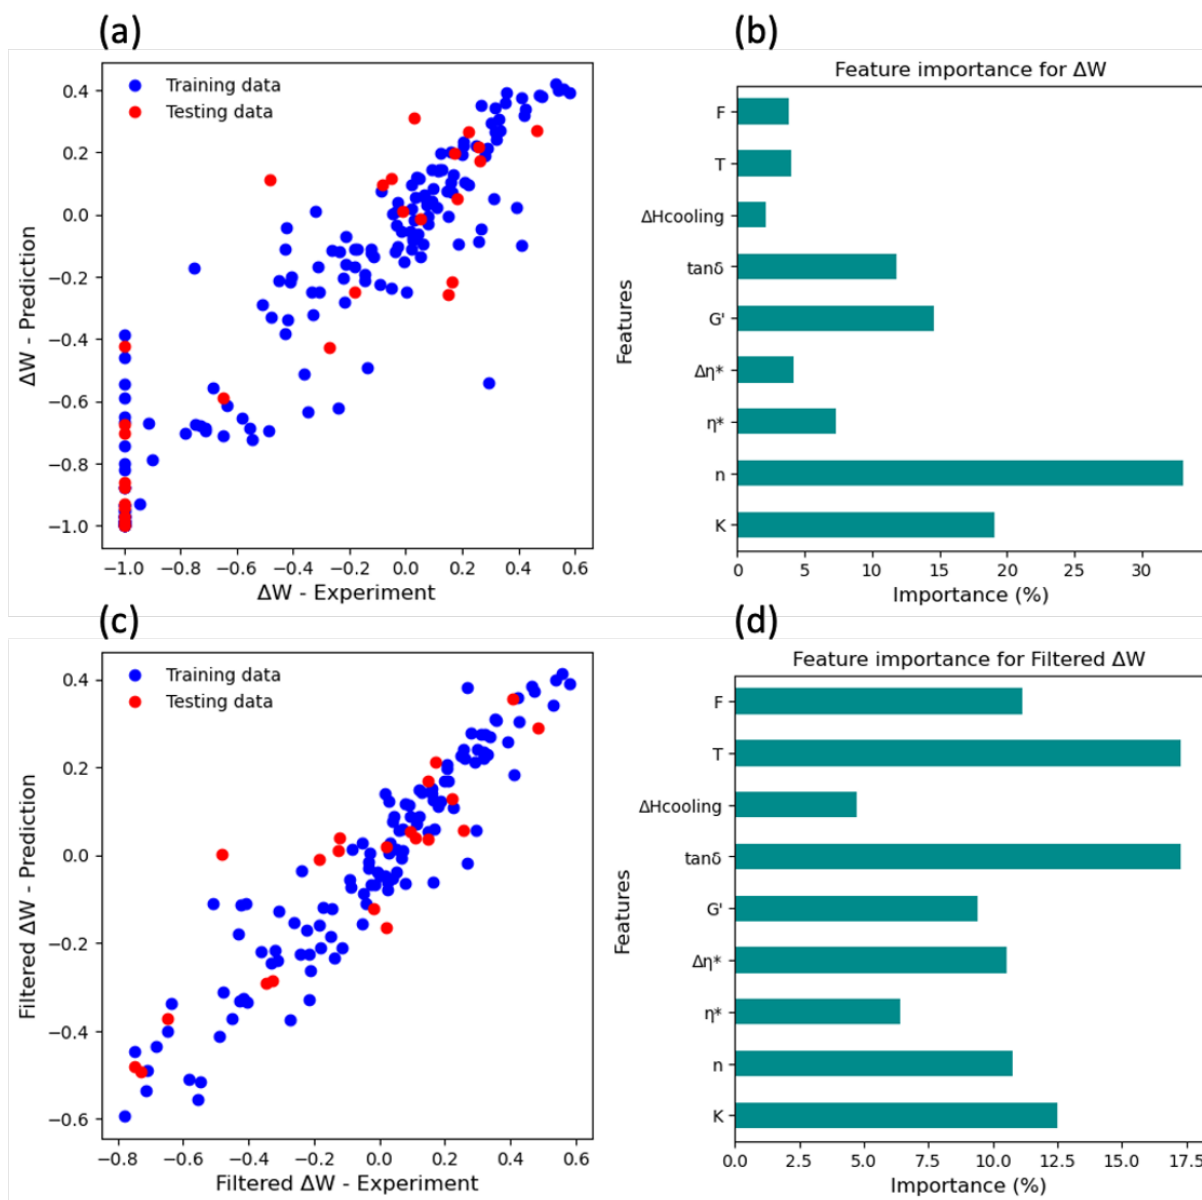 (a)
Training data
Testing data
0.4
0.2
0.0
−0.2
−0.4
−0.6
−0.8
−1.0
ΔW - Prediction
−1.0 −0.8 −0.6 −0.4 −0.2 0.0 0.2 0.4 0.6
ΔW - Experiment
(b)
Feature importance for ΔW
Features
F
T
ΔHcooling
tanδ
G'
Δη*
η*
n
K
0 5 10 15 20 25 30
Importance (%)
(c)
Training data
Testing data
0.4
0.2
0.0
−0.2
−0.4
−0.6
Filtered ΔW - Prediction
−0.8 −0.6 −0.4 −0.2 0.0 0.2 0.4 0.6
Filtered ΔW - Experiment
(d)
Feature importance for Filtered ΔW
Features
F
T
ΔHcooling
tanδ
G'
Δη*
η*
n
K
0.0 2.5 5.0 7.5 10.0 12.5 15.0 17.5
Importance (%)